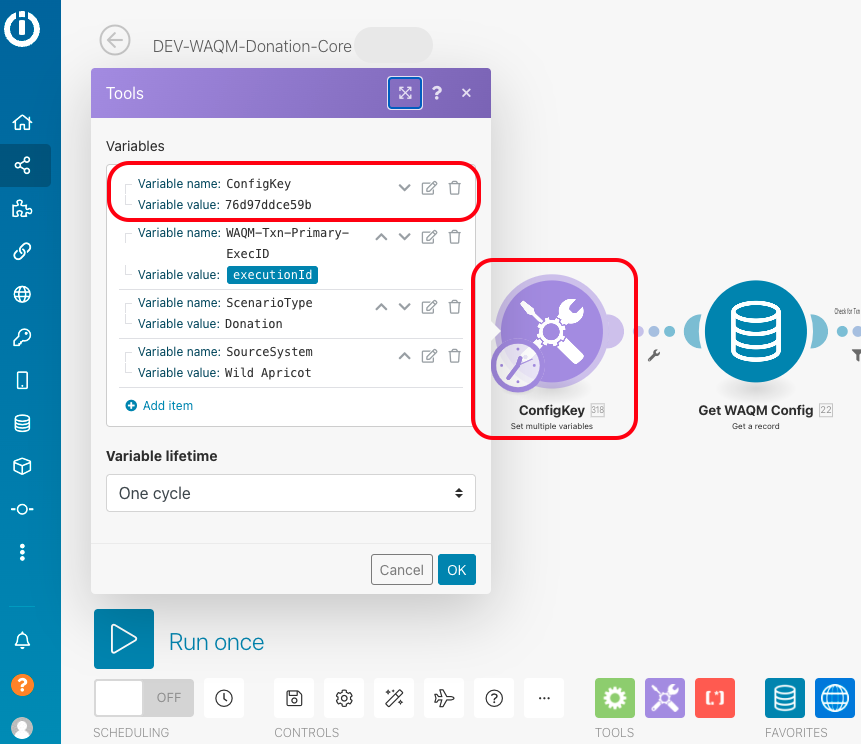 DEV-WAQM-Donation-Core
Tools
?
Variables
Variable name: ConfigKey
Variable value: 76d97ddce59b
Variable name: WAQM-Txn-Primary-
ExecID
Variable value: executionId
Variable name: ScenarioType
Variable value: Donation
Variable name: SourceSystem
Variable value: Wild Apricot
Add item
Variable lifetime
One cycle
Cancel
OK
ConfigKey 318
Set multiple variables
Get WAQM Config 22
Get a record
Check for Txn
Run once
OFF
SCHEDULING
CONTROLS
TOOLS
FAVORITES